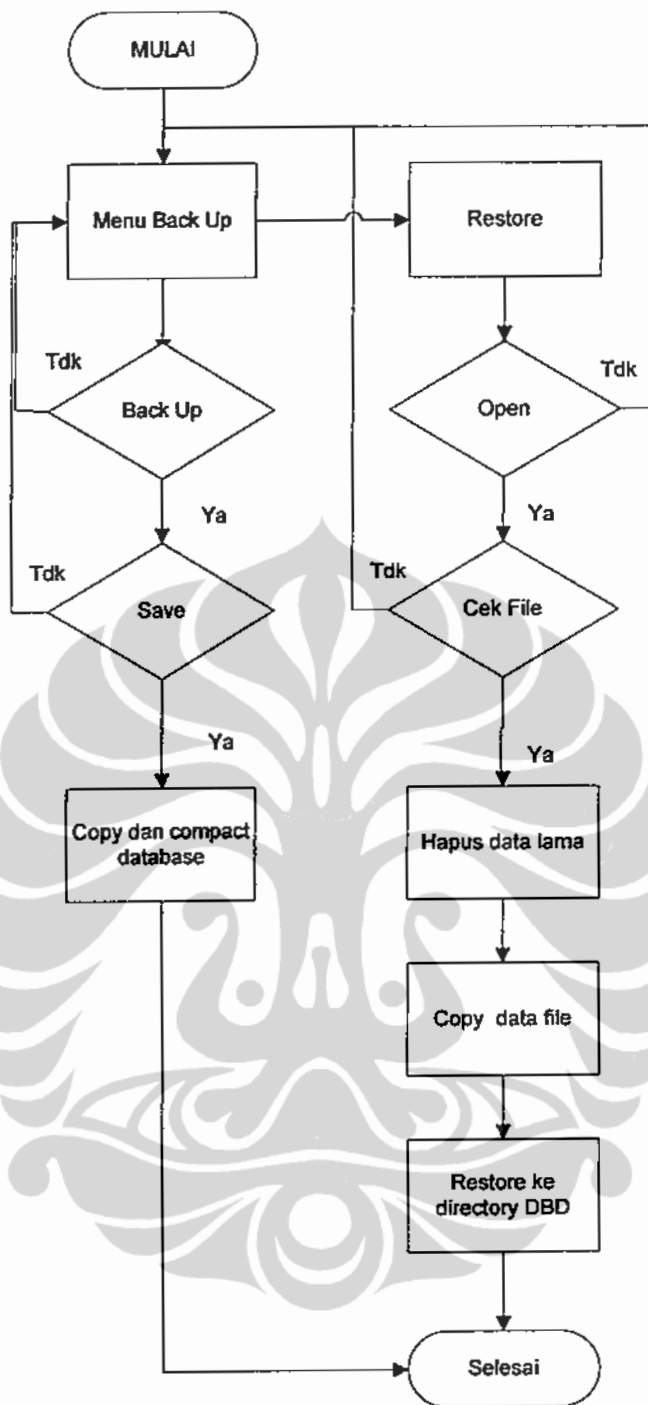 MULAI
Menu Back Up
Restore
Tdk
Back Up
Ya
Tdk
Open
Ya
Tdk
Save
Ya
Tdk
Cek File
Ya
Copy dan compact
database
Hapus data lama
Copy data file
Restore ke
directory DBD
Selesai